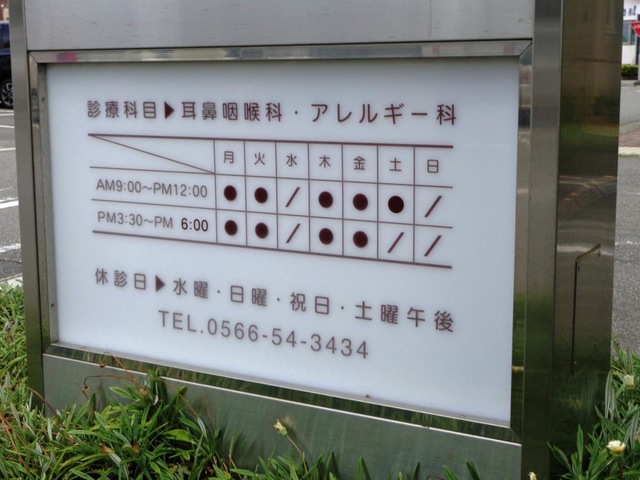 診療科目▶耳鼻咽喉科・アレルギー科
月 火 水 木 金 土 日
AM9:00〜PM12:00 ● ● / ● ● ● /
PM3:30〜PM 6:00 ● ● / ● ● / /
休診日▶水曜・日曜・祝日・土曜午後
TEL.0566-54-3434